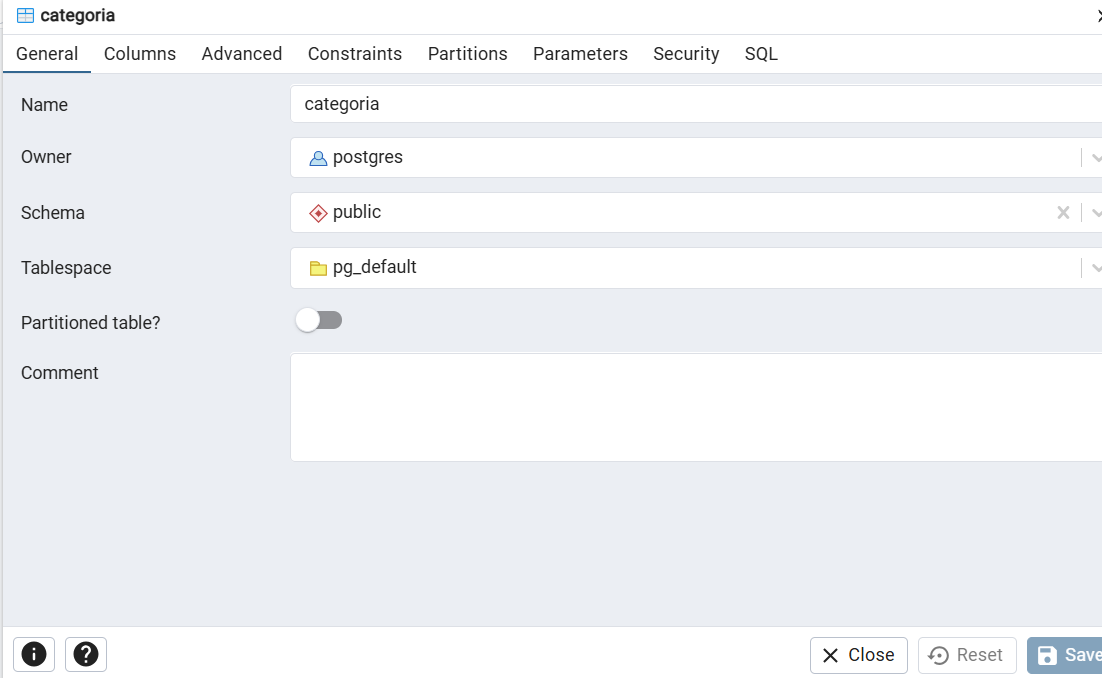 categoria
General Columns Advanced Constraints Partitions Parameters Security SQL
Name categoria
Owner postgres
Schema public
Tablespace pg_default
Partitioned table?
Comment
Close Reset Save